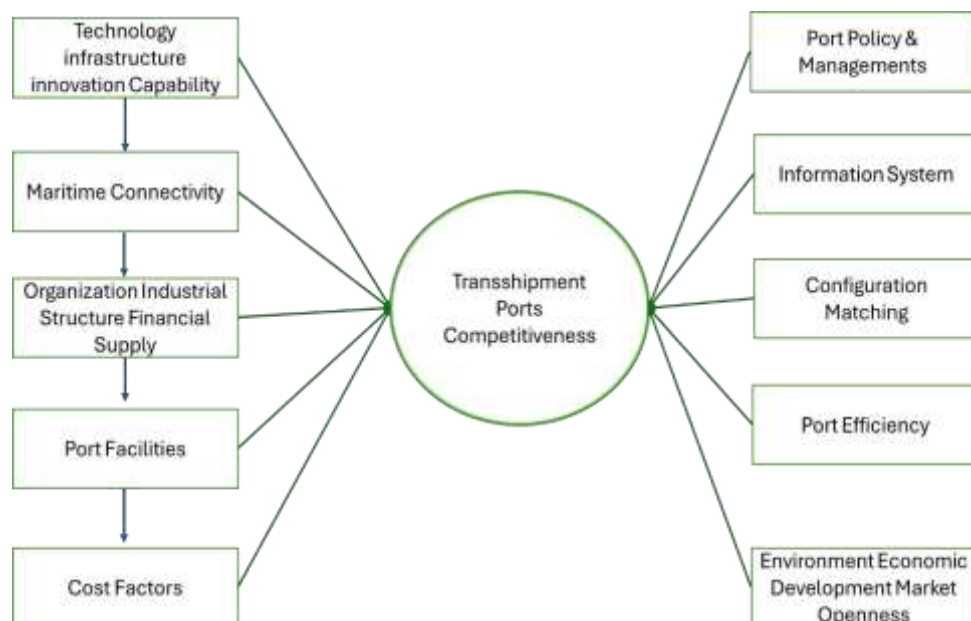 Technology
infrastructure
innovation Capability
Maritime Connectivity
Organization Industrial
Structure Financial
Supply
Port Facilities
Cost Factors
Transshipment
Ports
Competitiveness
Port Policy &
Managements
Information System
Configuration
Matching
Port Efficiency
Environment Economic
Development Market
Openness